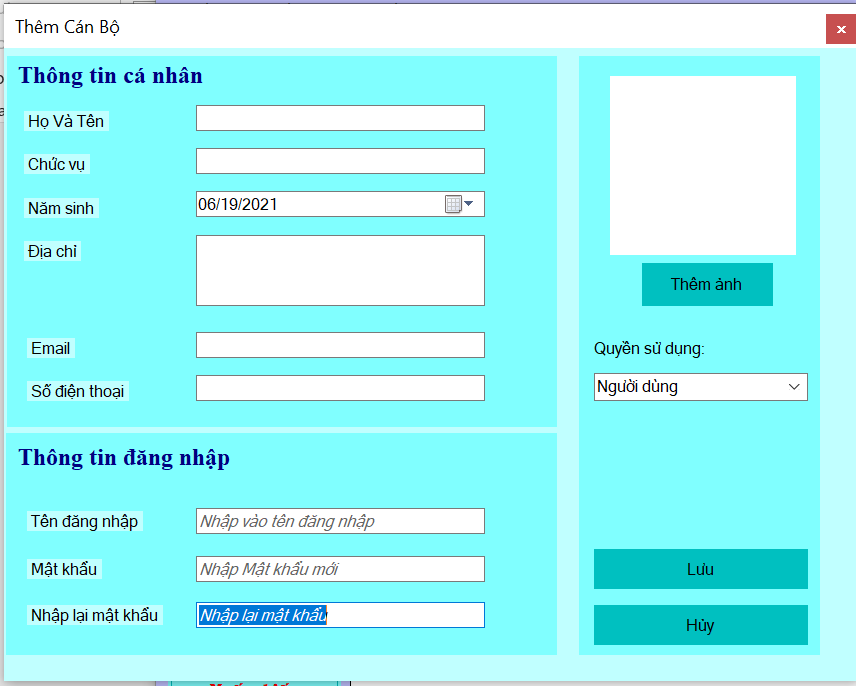 Thêm Cán Bộ
Thông tin cá nhân
Họ Và Tên
Chức vụ
Năm sinh
06/19/2021
Địa chỉ
Email
Số điện thoại
Thông tin đăng nhập
Tên đăng nhập
Nhập vào tên đăng nhập
Mật khẩu
Nhập Mật khẩu mới
Nhập lại mật khẩu
Nhập lại mật khẩu
Thêm ảnh
Quyền sử dụng:
Người dùng
Lưu
Hủy